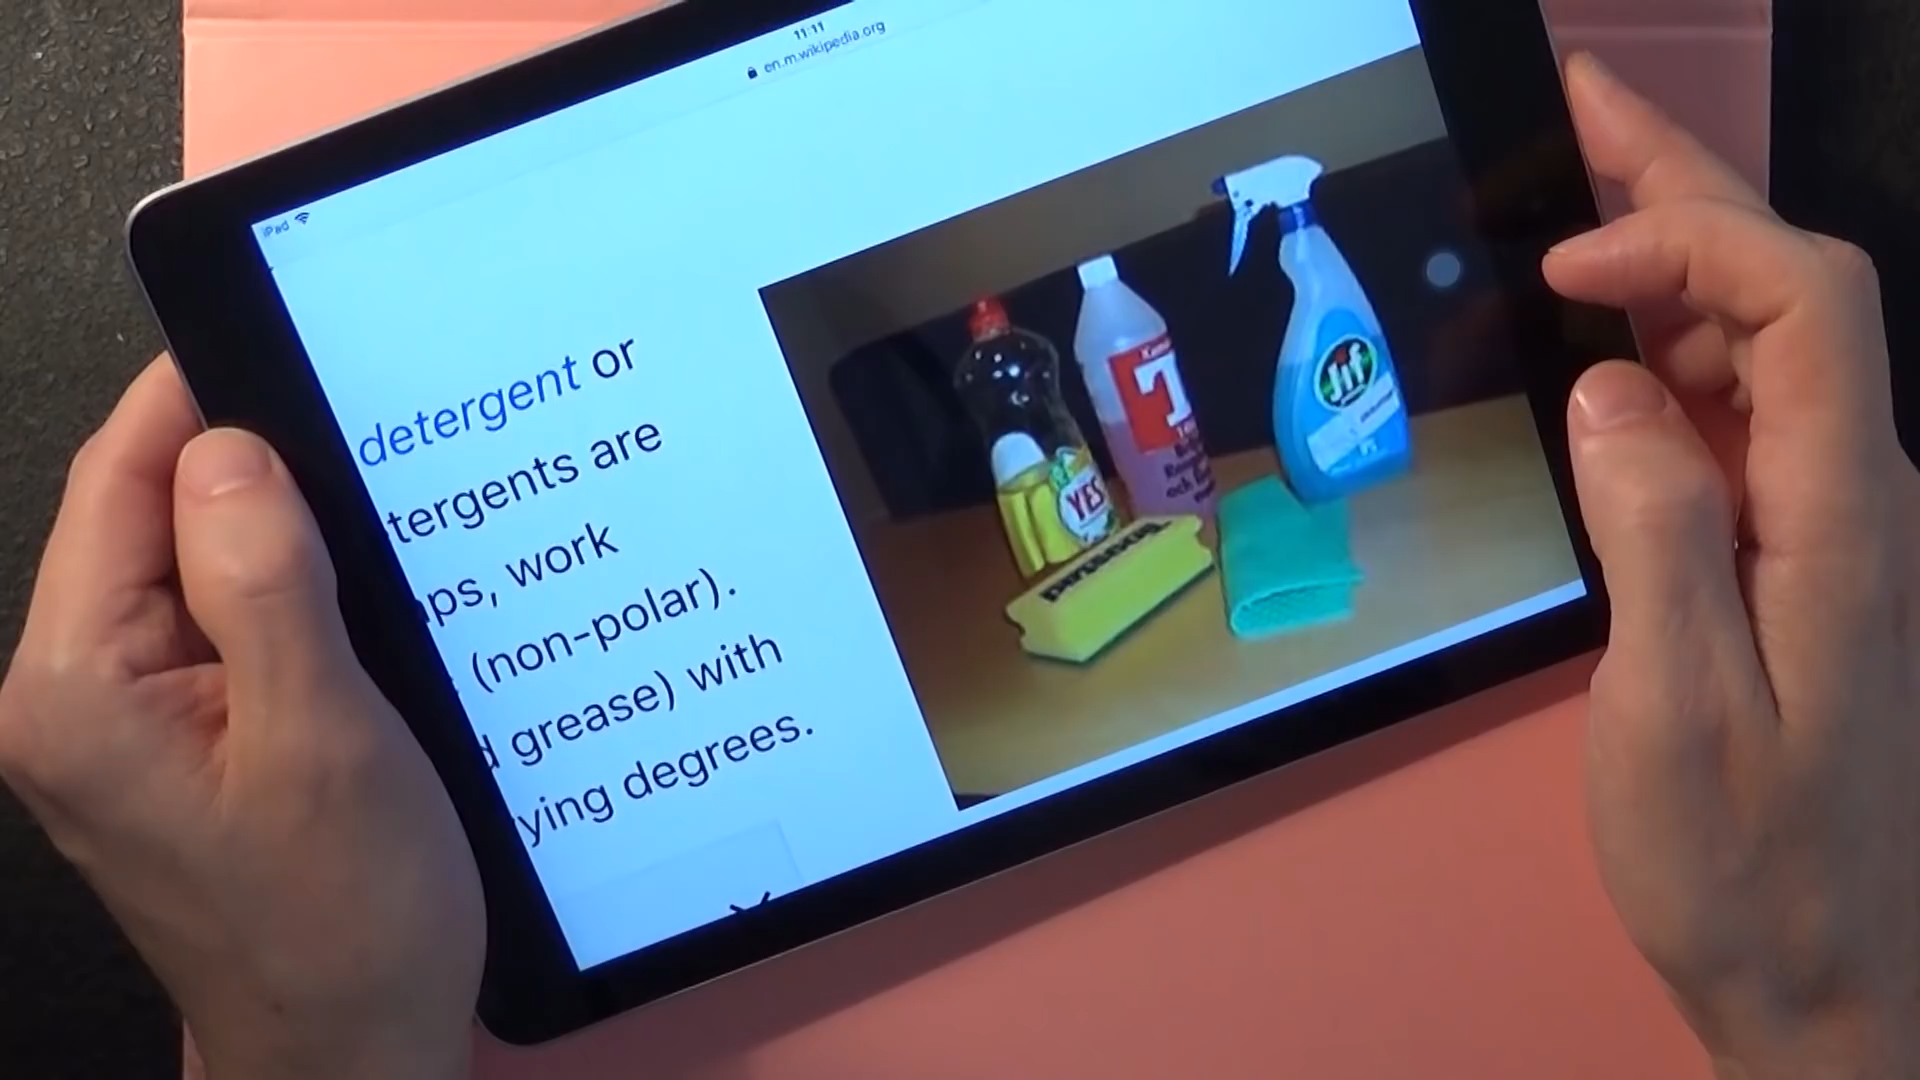 11:11
en.m.wikipedia.org
iPad
detergent or
tergents are
ps, work
(non-polar).
grease) with
ying degrees.
YES
T
Jif